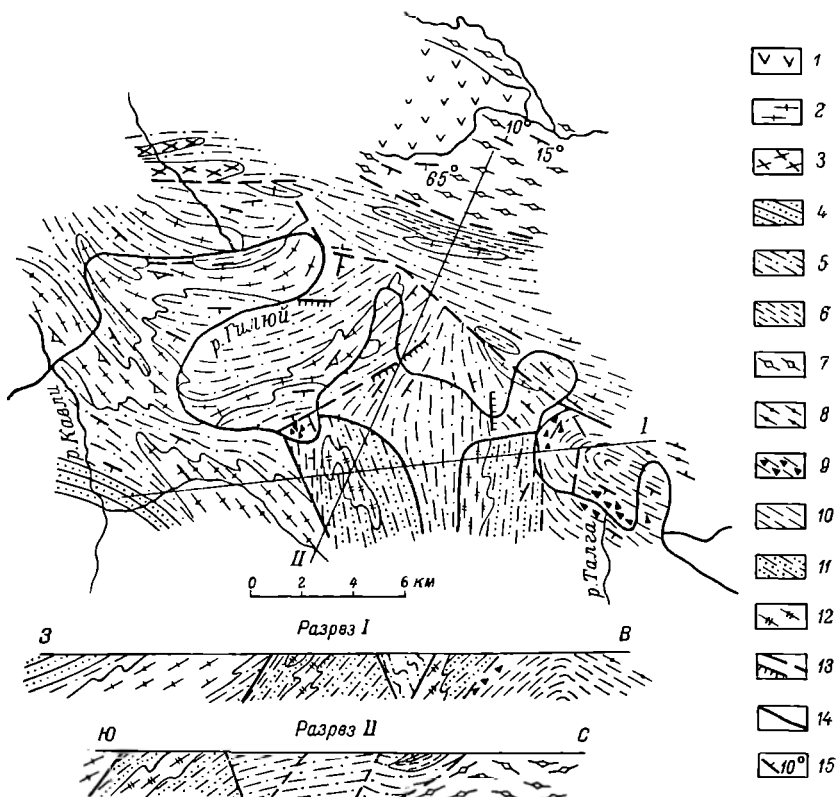 10°
15°
65°
р. Гилюй
р. Кавли
I
II
р. Талга
0 2 4 6 км
Разрез I
З В
Разрез II
Ю С
1
2
3
4
5
6
7
8
9
10
11
12
13
14
10° 15